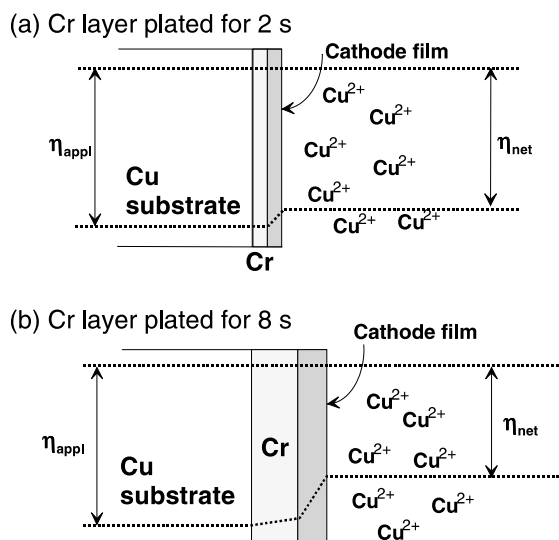 (a) Cr layer plated for 2 s
Cathode film
Cu²⁺
Cu²⁺
ηappl
ηnet
Cu²⁺
Cu²⁺
Cu
substrate
Cu²⁺
Cu²⁺
Cu²⁺
Cr
(b) Cr layer plated for 8 s
Cathode film
Cu²⁺
Cu²⁺
ηappl
ηnet
Cr
Cu²⁺
Cu²⁺
Cu
substrate
Cu²⁺
Cu²⁺
Cu²⁺